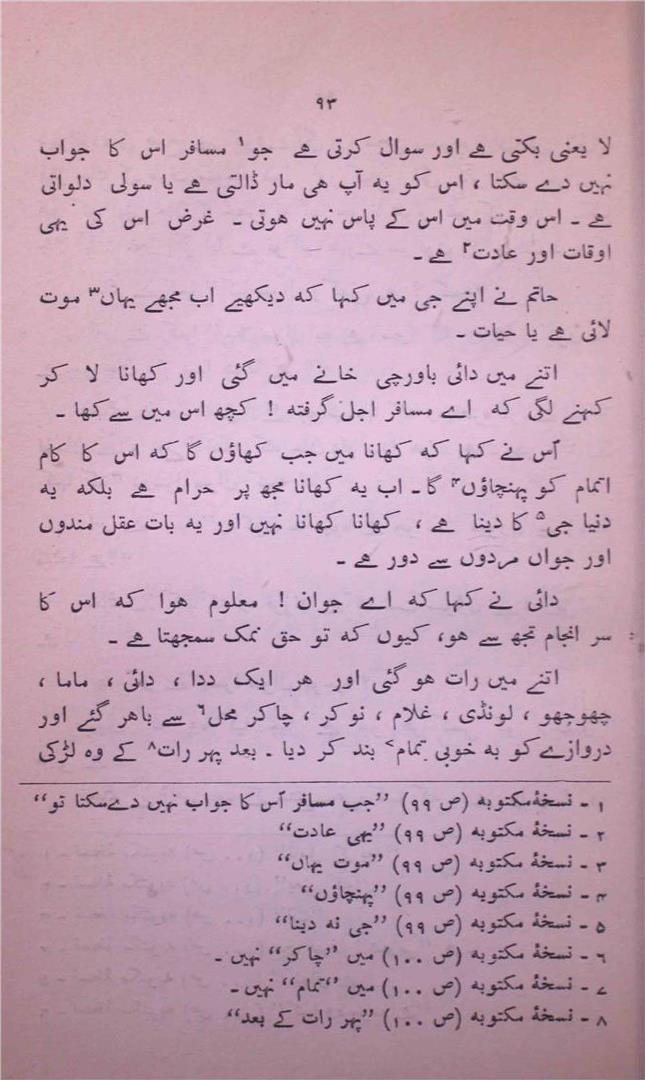 ۹۳
لا یعنی بکتی ہے اور سوال کرتی ہے جو۱ مسافر اس کا جواب
نہیں دے سکتا ، اس کو یہ آپ ہی مار ڈالتی ہے یا سولی دلواتی
ہے ۔ اس وقت میں اس کے پاس نہیں ہوتی ۔ غرض اس کی یہی
اوقات اور عادت۲ ہے ۔
حاتم نے اپنے جی میں کہا کہ دیکھیے اب مجھے یہاں۳ موت
لائی ہے یا حیات ۔
اتنے میں دائی باورچی خانے میں گئی اور کھانا لا کر
کہنے لگی کہ اے مسافر اجل گرفتہ ! کچھ اس میں سے کھا ۔
اُس نے کہا کہ کھانا میں جب کھاؤں گا کہ اس کا کام
اتمام کو پہنچاؤں۴ گا ۔ اب یہ کھانا مجھ پر حرام ہے بلکہ یہ
دنیا جی۵ کا دینا ہے ، کھانا کھانا نہیں اور یہ بات عقل مندوں
اور جواں مردوں سے دور ہے ۔
دائی نے کہا کہ اے جوان ! معلوم ہوا کہ اس کا
سر انجام تجھ سے ہو، کیوں کہ تو حق نمک سمجھتا ہے ۔
اتنے میں رات ہو گئی اور ہر ایک ددا ، دائی ، ماما ،
چھوچھو ، لونڈی ، غلام ، نوکر ، چاکر محل۶ سے باہر گئے اور
دروازے کو بہ خوبی تمام۷ بند کر دیا ۔ بعد پہر رات۸ کے وہ لڑکی
۱ ۔ نسخۂ مکتوبہ (ص ۹۹) ”جب مسافر اُس کا جواب نہیں دے سکتا تو“
۲ ۔ نسخۂ مکتوبہ (ص ۹۹) ”یہی عادت“
۳ ۔ نسخۂ مکتوبہ (ص ۹۹) ”موت یہاں“
۴ ۔ نسخۂ مکتوبہ (ص ۹۹) ”پہنچاؤں“
۵ ۔ نسخۂ مکتوبہ (ص ۹۹) ”جی نہ دینا“
۶ ۔ نسخۂ مکتوبہ (ص ۱۰۰) میں ”چاکر“ نہیں ۔
۷ ۔ نسخۂ مکتوبہ (ص ۱۰۰) میں ”تمام“ نہیں ۔
۸ ۔ نسخۂ مکتوبہ (ص ۱۰۰) ”پہر رات کے بعد“